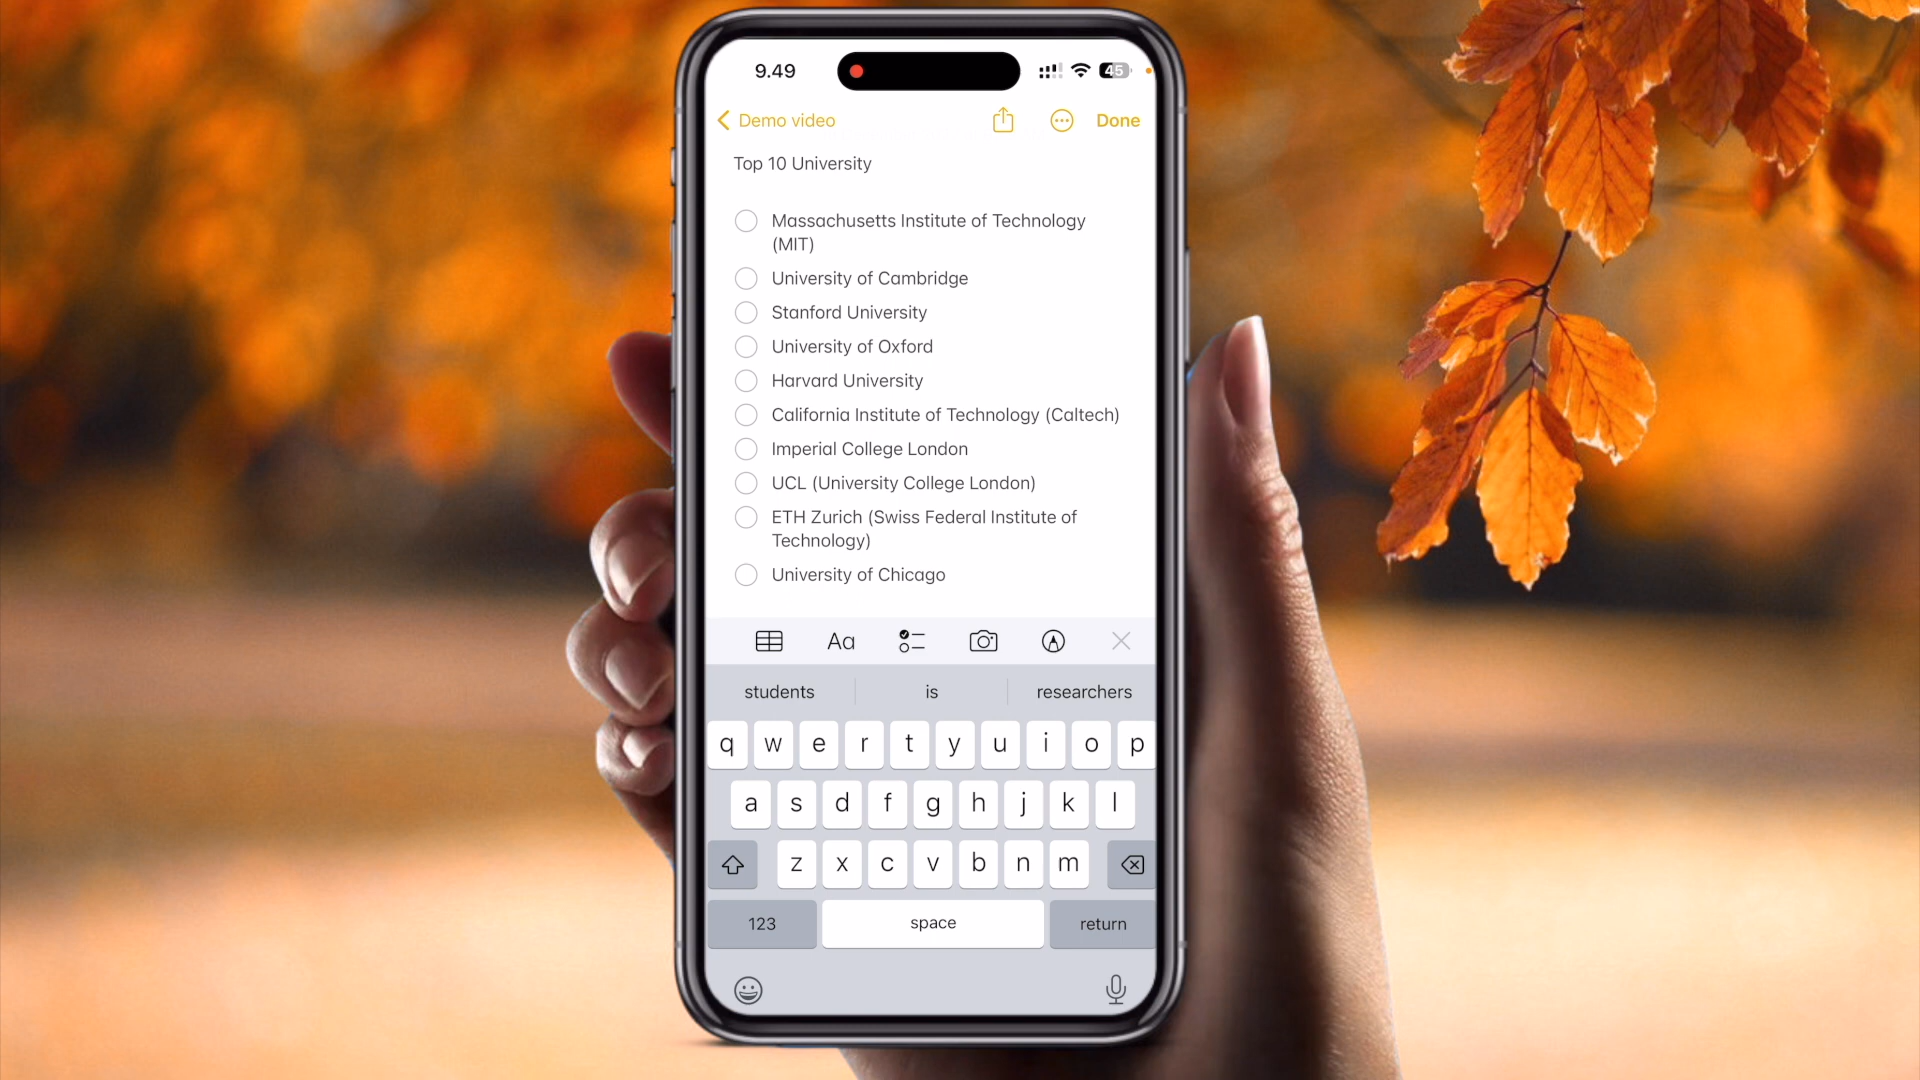 9.49
45
Demo video
Done
Top 10 University
Massachusetts Institute of Technology
(MIT)
University of Cambridge
Stanford University
University of Oxford
Harvard University
California Institute of Technology (Caltech)
Imperial College London
UCL (University College London)
ETH Zurich (Swiss Federal Institute of
Technology)
University of Chicago
Aa
students is researchers
q w e r t y u i o p
a s d f g h j k l
z x c v b n m
123 space return